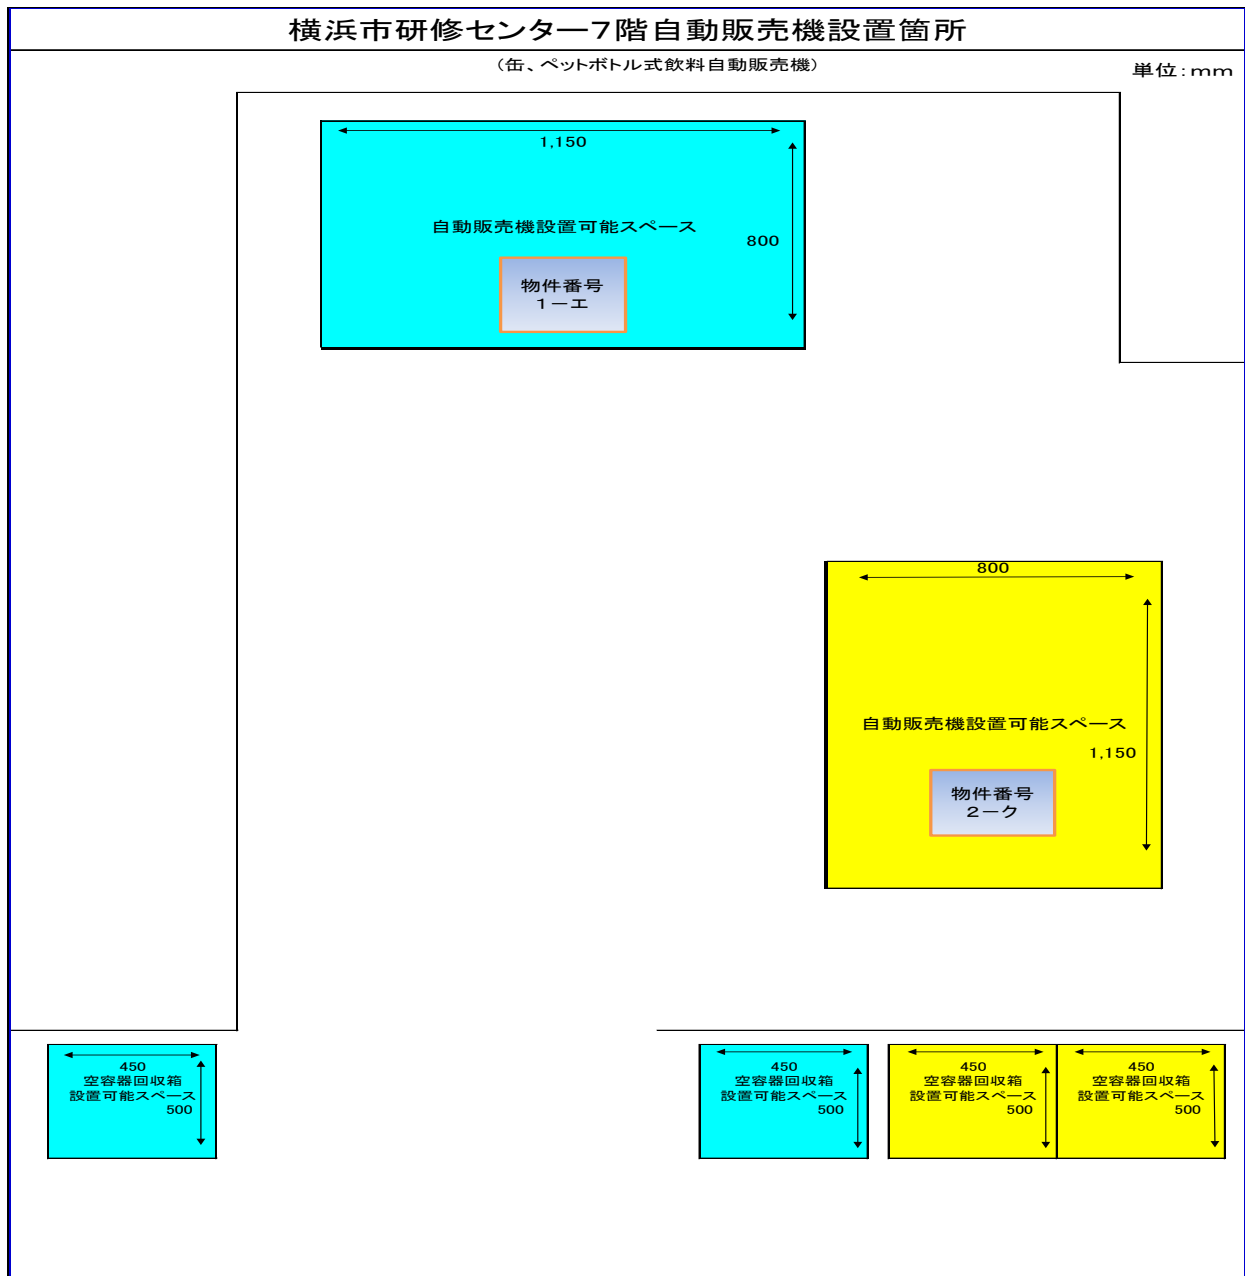 横浜市研修センター7階自動販売機設置箇所
（缶、ペットボトル式飲料自動販売機）
単位：ｍｍ
1,150
自動販売機設置可能スペース
800
物件番号
１－エ
800
自動販売機設置可能スペース
1,150
物件番号
２－ク
450
空容器回収箱
設置可能スペース
500
450
空容器回収箱
設置可能スペース
500
450
空容器回収箱
設置可能スペース
500
450
空容器回収箱
設置可能スペース
500